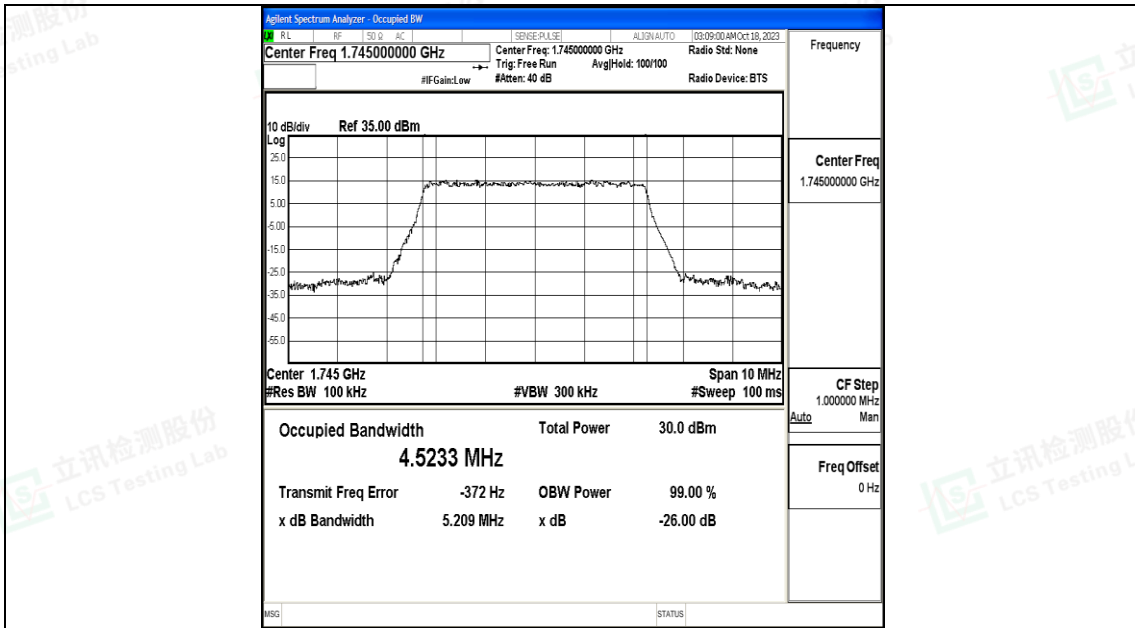 Agilent Spectrum Analyzer - Occupied BW
RL RF 50 Ω AC SENSE:PULSE ALIGN AUTO 03:09:00 AM Oct 18, 2023
Center Freq 1.745000000 GHz
Center Freq: 1.745000000 GHz Radio Std: None
Trig: Free Run Avg|Hold: 100/100
#IFGain:Low #Atten: 40 dB Radio Device: BTS
Frequency
10 dB/div Ref 35.00 dBm
Log
25.0
15.0
5.00
-5.00
-15.0
-25.0
-35.0
-45.0
-55.0
Center 1.745 GHz Span 10 MHz
#Res BW 100 kHz #VBW 300 kHz #Sweep 100 ms
Center Freq
1.745000000 GHz
CF Step
1.000000 MHz
Auto Man
Freq Offset
0 Hz
Occupied Bandwidth Total Power 30.0 dBm
4.5233 MHz
Transmit Freq Error -372 Hz OBW Power 99.00 %
x dB Bandwidth 5.209 MHz x dB -26.00 dB
MSG STATUS
立讯检测股份
LCS Testing Lab
立讯检测股份
LCS Testing L
测股份
esting Lab
立
L